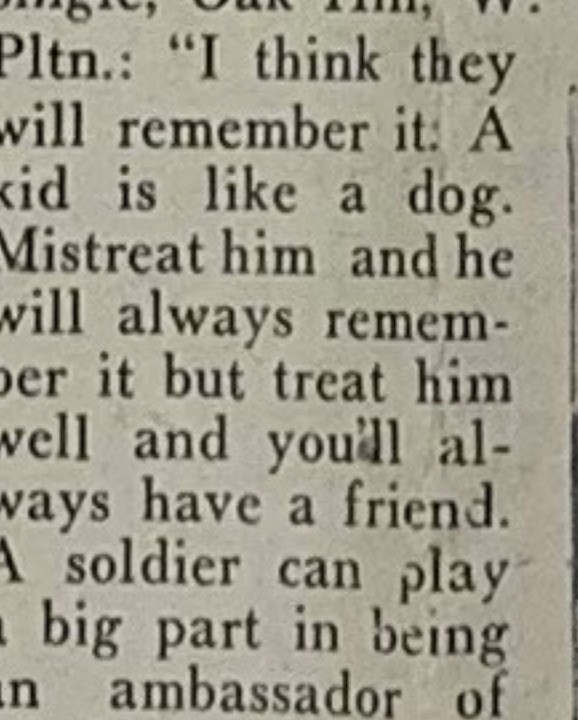 Pltn.: "I think they
will remember it: A
kid is like a dog.
Mistreat him and he
will always remem-
ber it but treat him
well and you'll al-
ways have a friend.
A soldier can play
a big part in being
an ambassador of